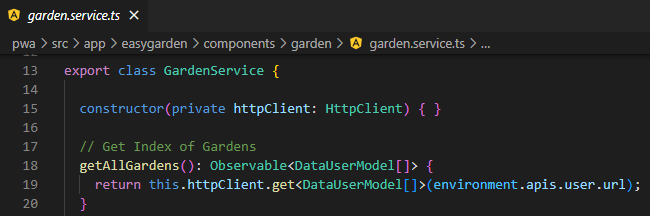 garden.service.ts ×
pwa > src > app > easygarden > components > garden > garden.service.ts > ...
13 export class GardenService {
14
15 constructor(private httpClient: HttpClient) { }
16
17 // Get Index of Gardens
18 getAllGardens(): Observable<DataUserModel[]> {
19 return this.httpClient.get<DataUserModel[]>(environment.apis.user.url);
20 }